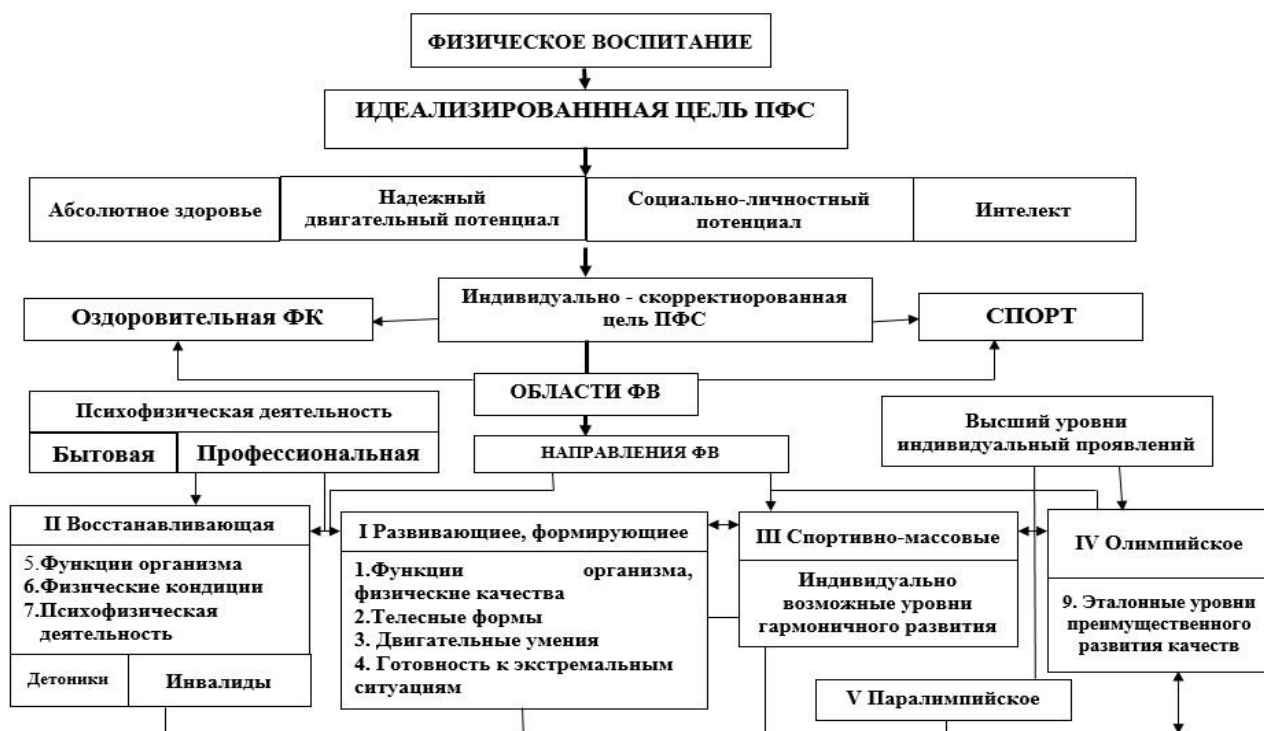 ФИЗИЧЕСКОЕ ВОСПИТАНИЕ
ИДЕАЛИЗИРОВАНННАЯ ЦЕЛЬ ПФС
Абсолютное здоровье
Надежный
двигательный потенциал
Социально-личностный
потенциал
Интелект
Индивидуально - скорректиорованная
цель ПФС
Оздоровительная ФК
СПОРТ
ОБЛАСТИ ФВ
Психофизическая деятельность
Бытовая
Профессиональная
НАПРАВЛЕНИЯ ФВ
Высший уровни
индивидуальный проявлений
II Восстанавливающая
5.Функции организма
6.Физические кондиции
7.Психофизическая
деятельность
Детоники
Инвалиды
I Развивающиее, формирующиее
1.Функции организма,
физические качества
2.Телесные формы
3. Двигательные умения
4. Готовность к экстремальным
ситуациям
III Спортивно-массовые
Индивидуально
возможные уровни
гармоничного развития
IV Олимпийское
9. Эталонные уровни
преимущественного
развития качеств
V Паралимпийское